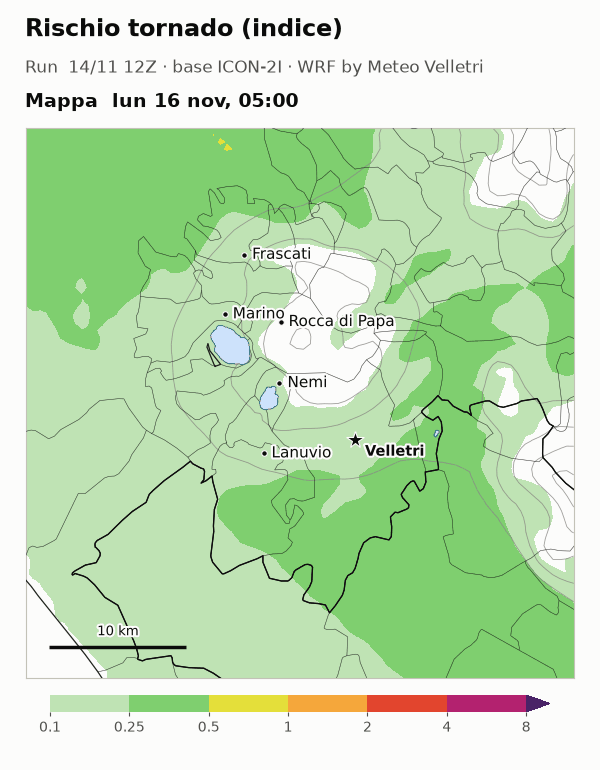 Rischio tornado (indice)
Run  14/11 12Z · base ICON-2I · WRF by Meteo Velletri
Mappa  lun 16 nov, 05:00
Frascati
Marino
Rocca di Papa
Nemi
Velletri
Lanuvio
10 km
0.1 0.25 0.5 1 2 4 8